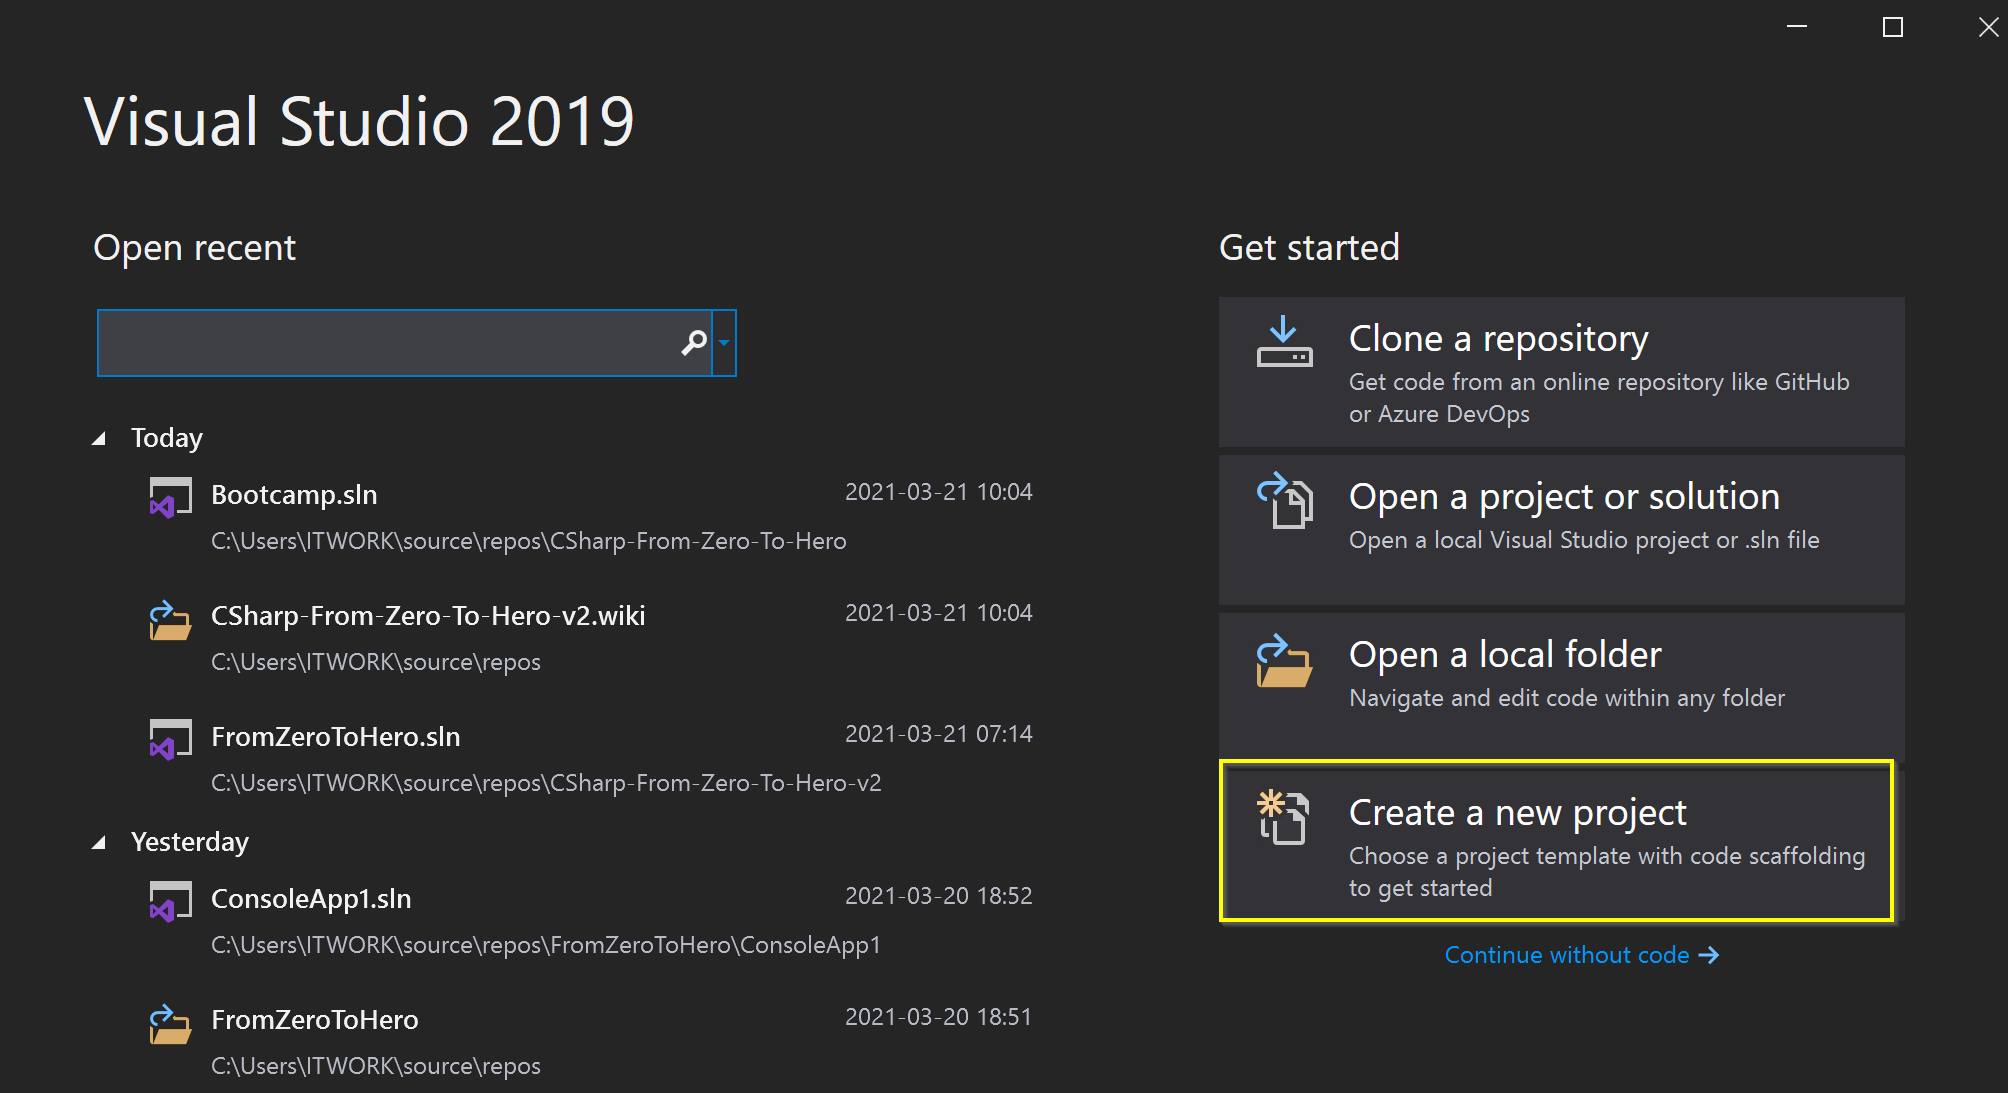 Visual Studio 2019
Open recent
Today
Bootcamp.sln
2021-03-21 10:04
C:\Users\ITWORK\source\repos\CSharp-From-Zero-To-Hero
CSharp-From-Zero-To-Hero-v2.wiki
2021-03-21 10:04
C:\Users\ITWORK\source\repos
FromZeroToHero.sln
2021-03-21 07:14
C:\Users\ITWORK\source\repos\CSharp-From-Zero-To-Hero-v2
Yesterday
ConsoleApp1.sln
2021-03-20 18:52
C:\Users\ITWORK\source\repos\FromZeroToHero\ConsoleApp1
FromZeroToHero
2021-03-20 18:51
C:\Users\ITWORK\source\repos
Get started
Clone a repository
Get code from an online repository like GitHub
or Azure DevOps
Open a project or solution
Open a local Visual Studio project or .sln file
Open a local folder
Navigate and edit code within any folder
Create a new project
Choose a project template with code scaffolding
to get started
Continue without code →